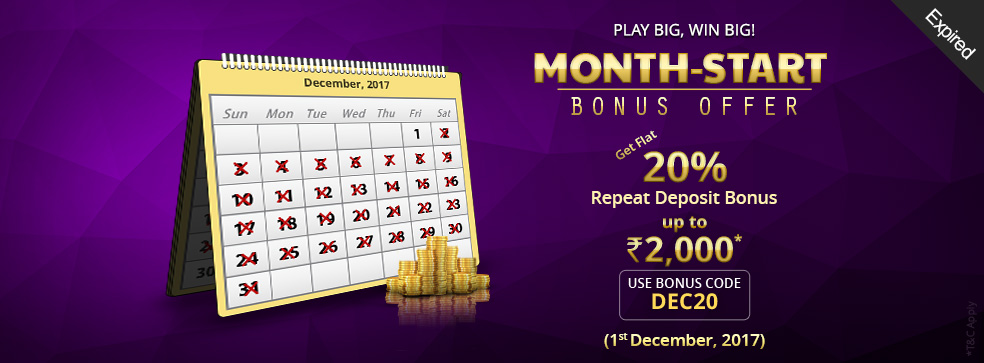 Expired
PLAY BIG, WIN BIG!
MONTH-START
BONUS OFFER
Get Flat
20%
Repeat Deposit Bonus
up to
₹2,000*
USE BONUS CODE
DEC20
(1st December, 2017)
*T&C Apply
December, 2017
Sun Mon Tue Wed Thu Fri Sat
1 2
3 4 5 6 7 8 9
10 11 12 13 14 15 16
17 18 19 20 21 22 23
24 25 26 27 28 29 30
31
30